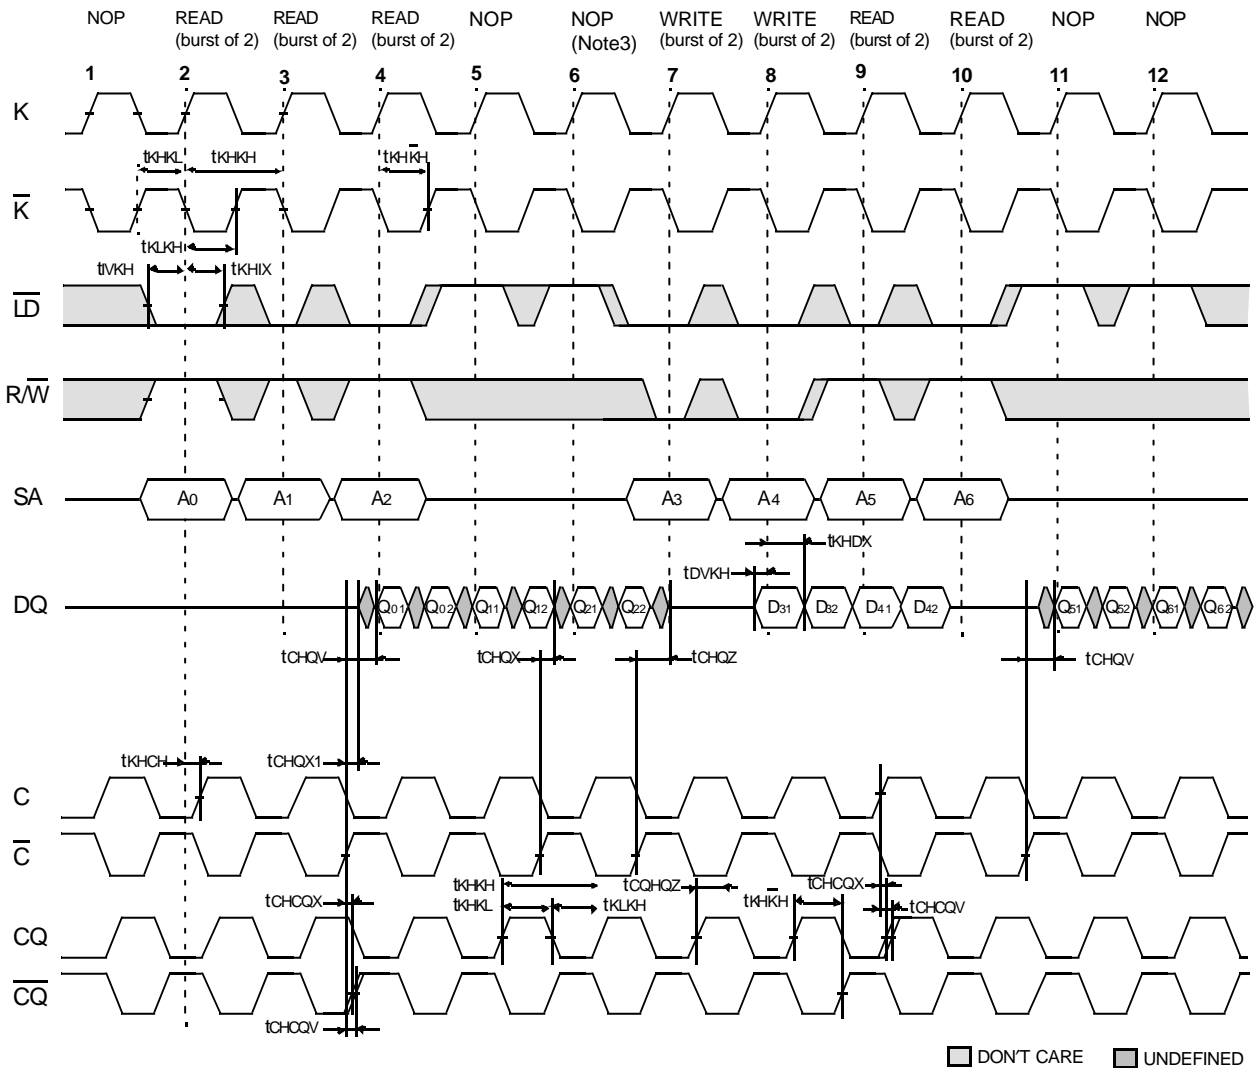 NOP READ READ READ NOP NOP WRITE WRITE READ READ NOP NOP
(burst of 2) (burst of 2) (burst of 2) (Note3) (burst of 2) (burst of 2) (burst of 2) (burst of 2)
1 2 3 4 5 6 7 8 9 10 11 12
K
tKHKL tKHKH tKHK̅H
K̅
tKLKH
tIVKH tKHIX
L̅D̅
R/W̅
SA A0 A1 A2 A3 A4 A5 A6
tKHDX
tDVKH
DQ Q01 Q02 Q11 Q12 Q21 Q22 D31 D32 D41 D42 Q51 Q52 Q61 Q62
tCHQV tCHQX tCHQZ tCHQV
tKHCH tCHQX1
C
C̅
tKHKH tCQHQZ tCHCQX
tCHCQX tKHKL tKLKH tKHK̅H
tCHCQV
CQ
C̅Q̅
tCHCQV
DON'T CARE UNDEFINED